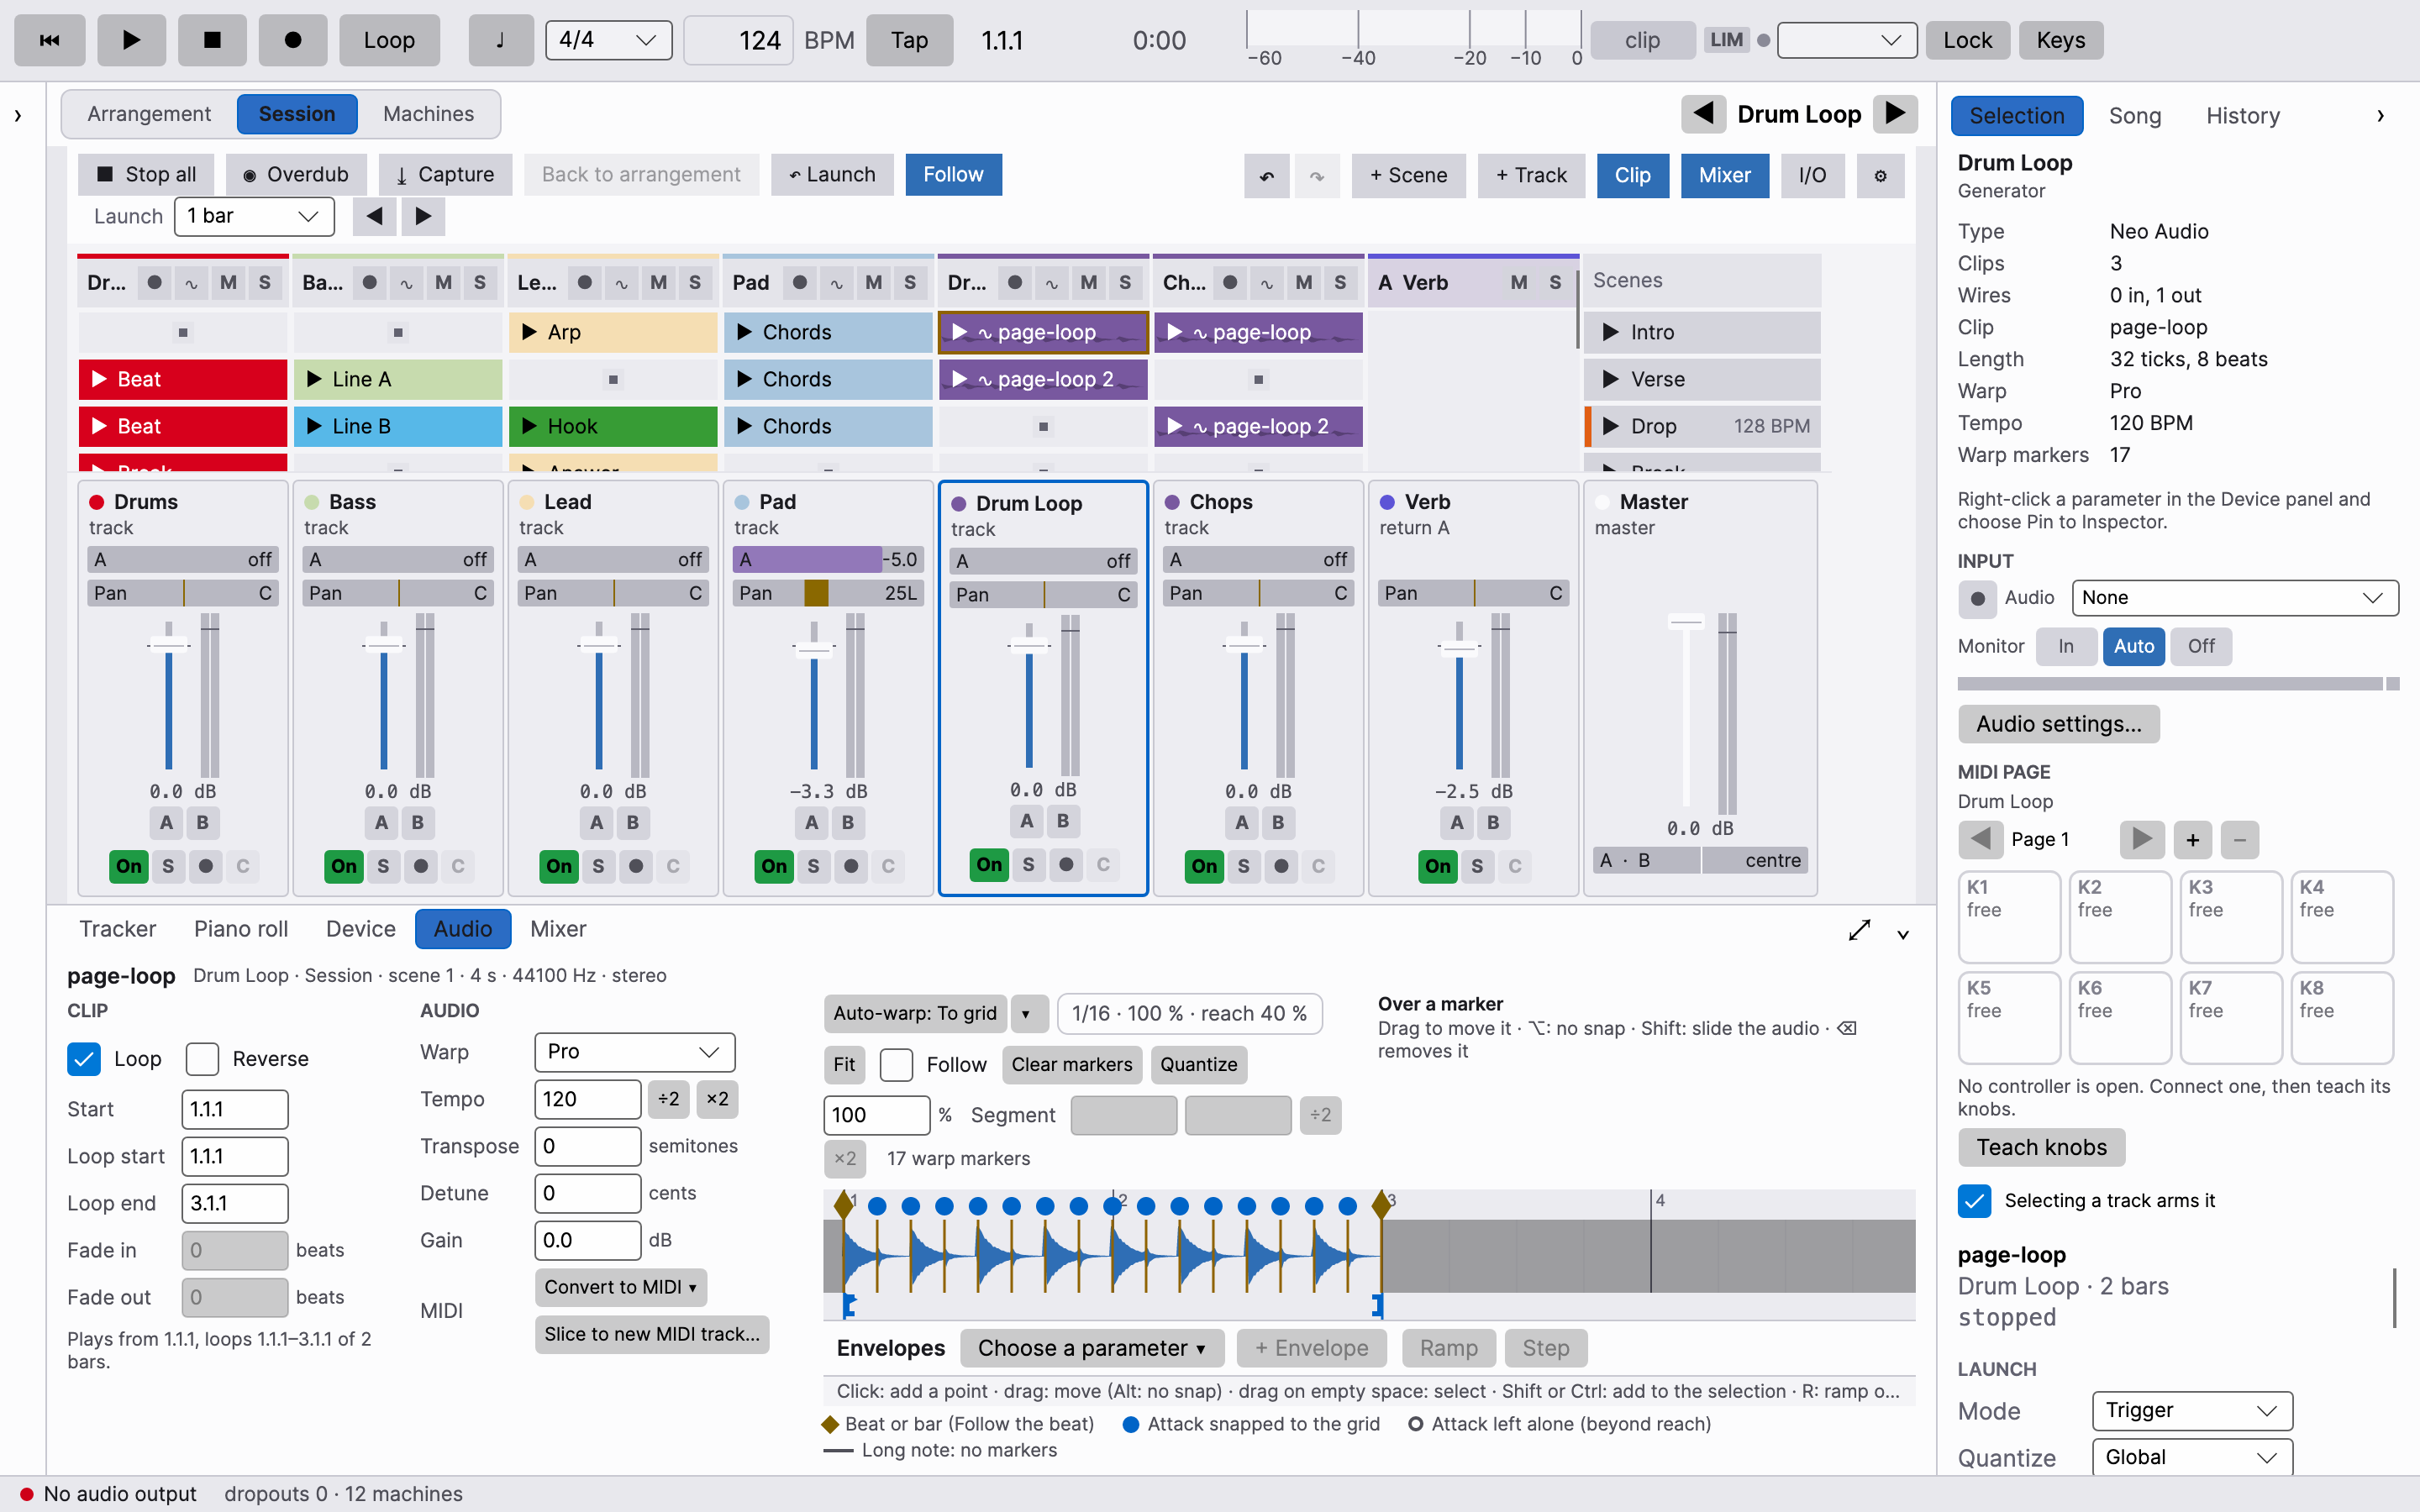 Loop
4/4
124 BPM
Tap
1.1.1
0:00
−60 −40 −20 −10 0
clip
LIM
Lock
Keys
Arrangement Session Machines
Drum Loop
Stop all
Overdub
Capture
Back to arrangement
Launch
Follow
+ Scene
+ Track
Clip
Mixer
I/O
Launch 1 bar
Dr... M S
Ba... M S
Le... M S
Pad M S
Dr... M S
Ch... M S
A Verb M S
Scenes
Arp
Chords
page-loop
page-loop
Intro
Beat
Line A
Chords
page-loop 2
Verse
Beat
Line B
Hook
Chords
page-loop 2
Drop 128 BPM
Break
Answer
Break
Drums
track
A off
Pan C
0.0 dB
A B
On S C
Bass
track
A off
Pan C
0.0 dB
A B
On S C
Lead
track
A off
Pan C
0.0 dB
A B
On S C
Pad
track
A -5.0
Pan 25L
−3.3 dB
A B
On S C
Drum Loop
track
A off
Pan C
0.0 dB
A B
On S C
Chops
track
A off
Pan C
0.0 dB
A B
On S C
Verb
return A
Pan C
−2.5 dB
A B
On S C
Master
master
0.0 dB
A · B centre
Tracker Piano roll Device Audio Mixer
page-loop Drum Loop · Session · scene 1 · 4 s · 44100 Hz · stereo
CLIP
Loop Reverse
Start 1.1.1
Loop start 1.1.1
Loop end 3.1.1
Fade in 0 beats
Fade out 0 beats
Plays from 1.1.1, loops 1.1.1–3.1.1 of 2
bars.
AUDIO
Warp Pro
Tempo 120 ÷2 ×2
Transpose 0 semitones
Detune 0 cents
Gain 0.0 dB
MIDI
Convert to MIDI
Slice to new MIDI track...
Auto-warp: To grid
1/16 · 100 % · reach 40 %
Fit Follow Clear markers Quantize
100 % Segment ÷2
×2 17 warp markers
Over a marker
Drag to move it · ⌥: no snap · Shift: slide the audio · ⌫
removes it
1 2 3 4
Envelopes Choose a parameter + Envelope Ramp Step
Click: add a point · drag: move (Alt: no snap) · drag on empty space: select · Shift or Ctrl: add to the selection · R: ramp o...
Beat or bar (Follow the beat) Attack snapped to the grid Attack left alone (beyond reach)
Long note: no markers
Selection Song History
Drum Loop
Generator
Type Neo Audio
Clips 3
Wires 0 in, 1 out
Clip page-loop
Length 32 ticks, 8 beats
Warp Pro
Tempo 120 BPM
Warp markers 17
Right-click a parameter in the Device panel and
choose Pin to Inspector.
INPUT
Audio None
Monitor In Auto Off
Audio settings...
MIDI PAGE
Drum Loop
Page 1 + −
K1 free
K2 free
K3 free
K4 free
K5 free
K6 free
K7 free
K8 free
No controller is open. Connect one, then teach its
knobs.
Teach knobs
Selecting a track arms it
page-loop
Drum Loop · 2 bars
stopped
LAUNCH
Mode Trigger
Quantize Global
No audio output dropouts 0 · 12 machines